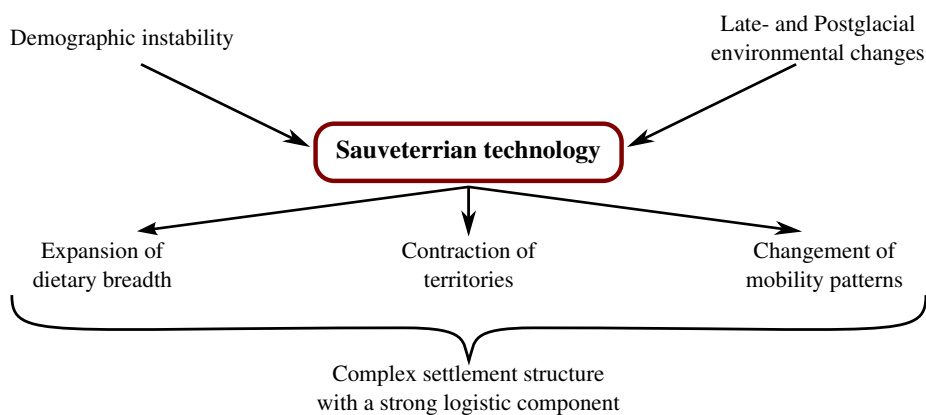 Demographic instability
Late- and Postglacial
environmental changes
Sauveterrian technology
Expansion of
dietary breadth
Contraction of
territories
Changement of
mobility patterns
Complex settlement structure
with a strong logistic component